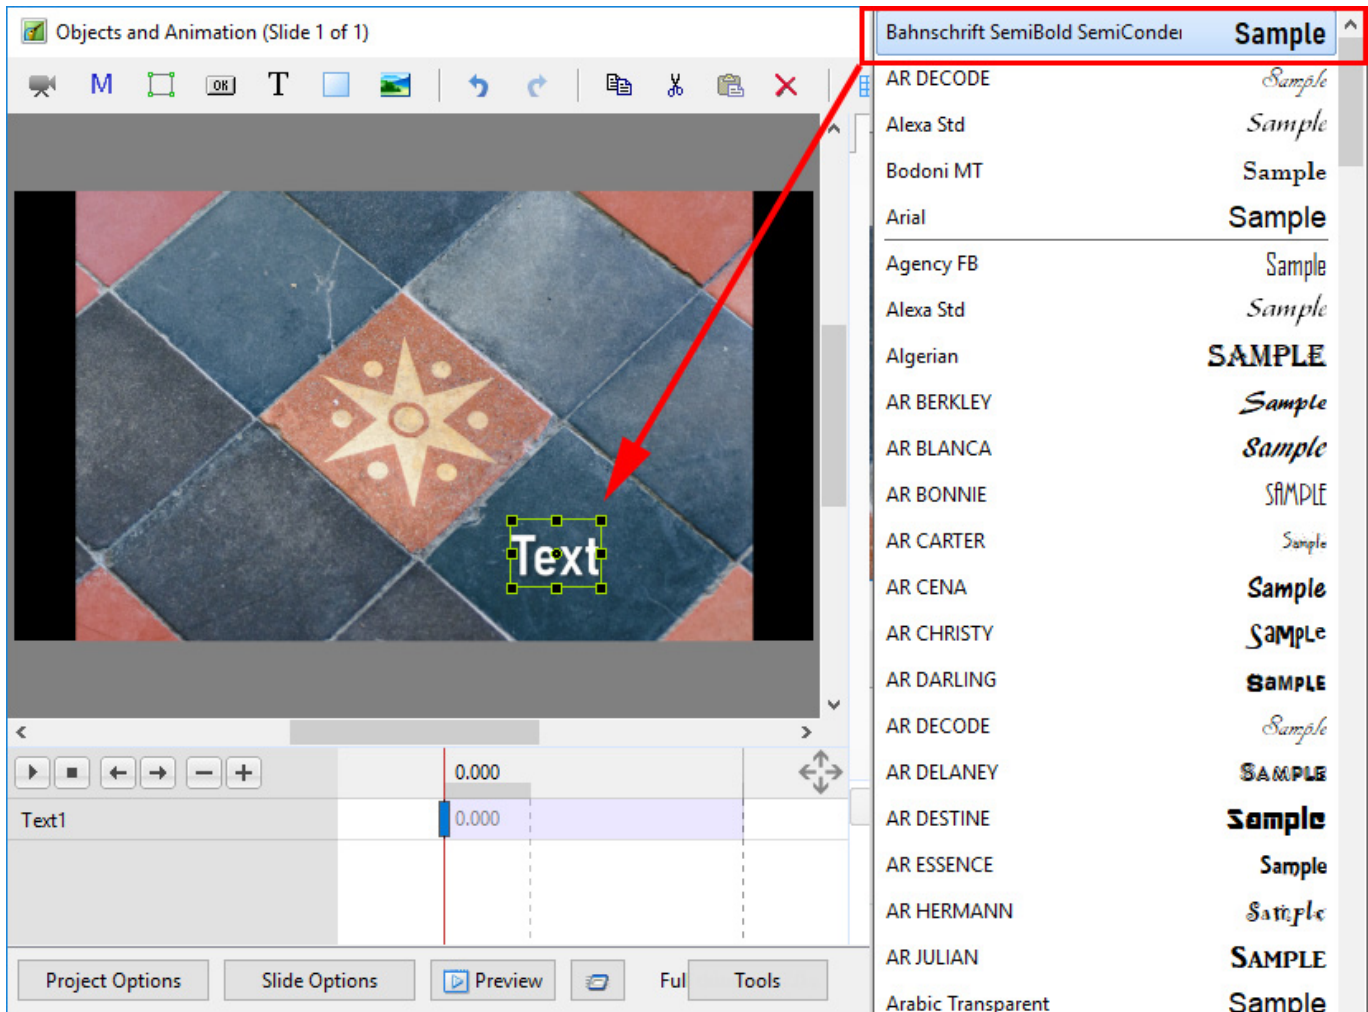 Objects and Animation (Slide 1 of 1)
M
OK
T
Text
0.000
Text1
0.000
Project Options
Slide Options
Preview
Ful
Tools
Bahnschrift SemiBold SemiConder Sample
AR DECODE Sample
Alexa Std Sample
Bodoni MT Sample
Arial Sample
Agency FB Sample
Alexa Std Sample
Algerian SAMPLE
AR BERKLEY Sample
AR BLANCA Sample
AR BONNIE SAMPLE
AR CARTER Sample
AR CENA Sample
AR CHRISTY SaMpLe
AR DARLING SaMPLE
AR DECODE Sample
AR DELANEY SAMPLE
AR DESTINE Sample
AR ESSENCE Sample
AR HERMANN Sample
AR JULIAN SAMPLE
Arabic Transparent Sample